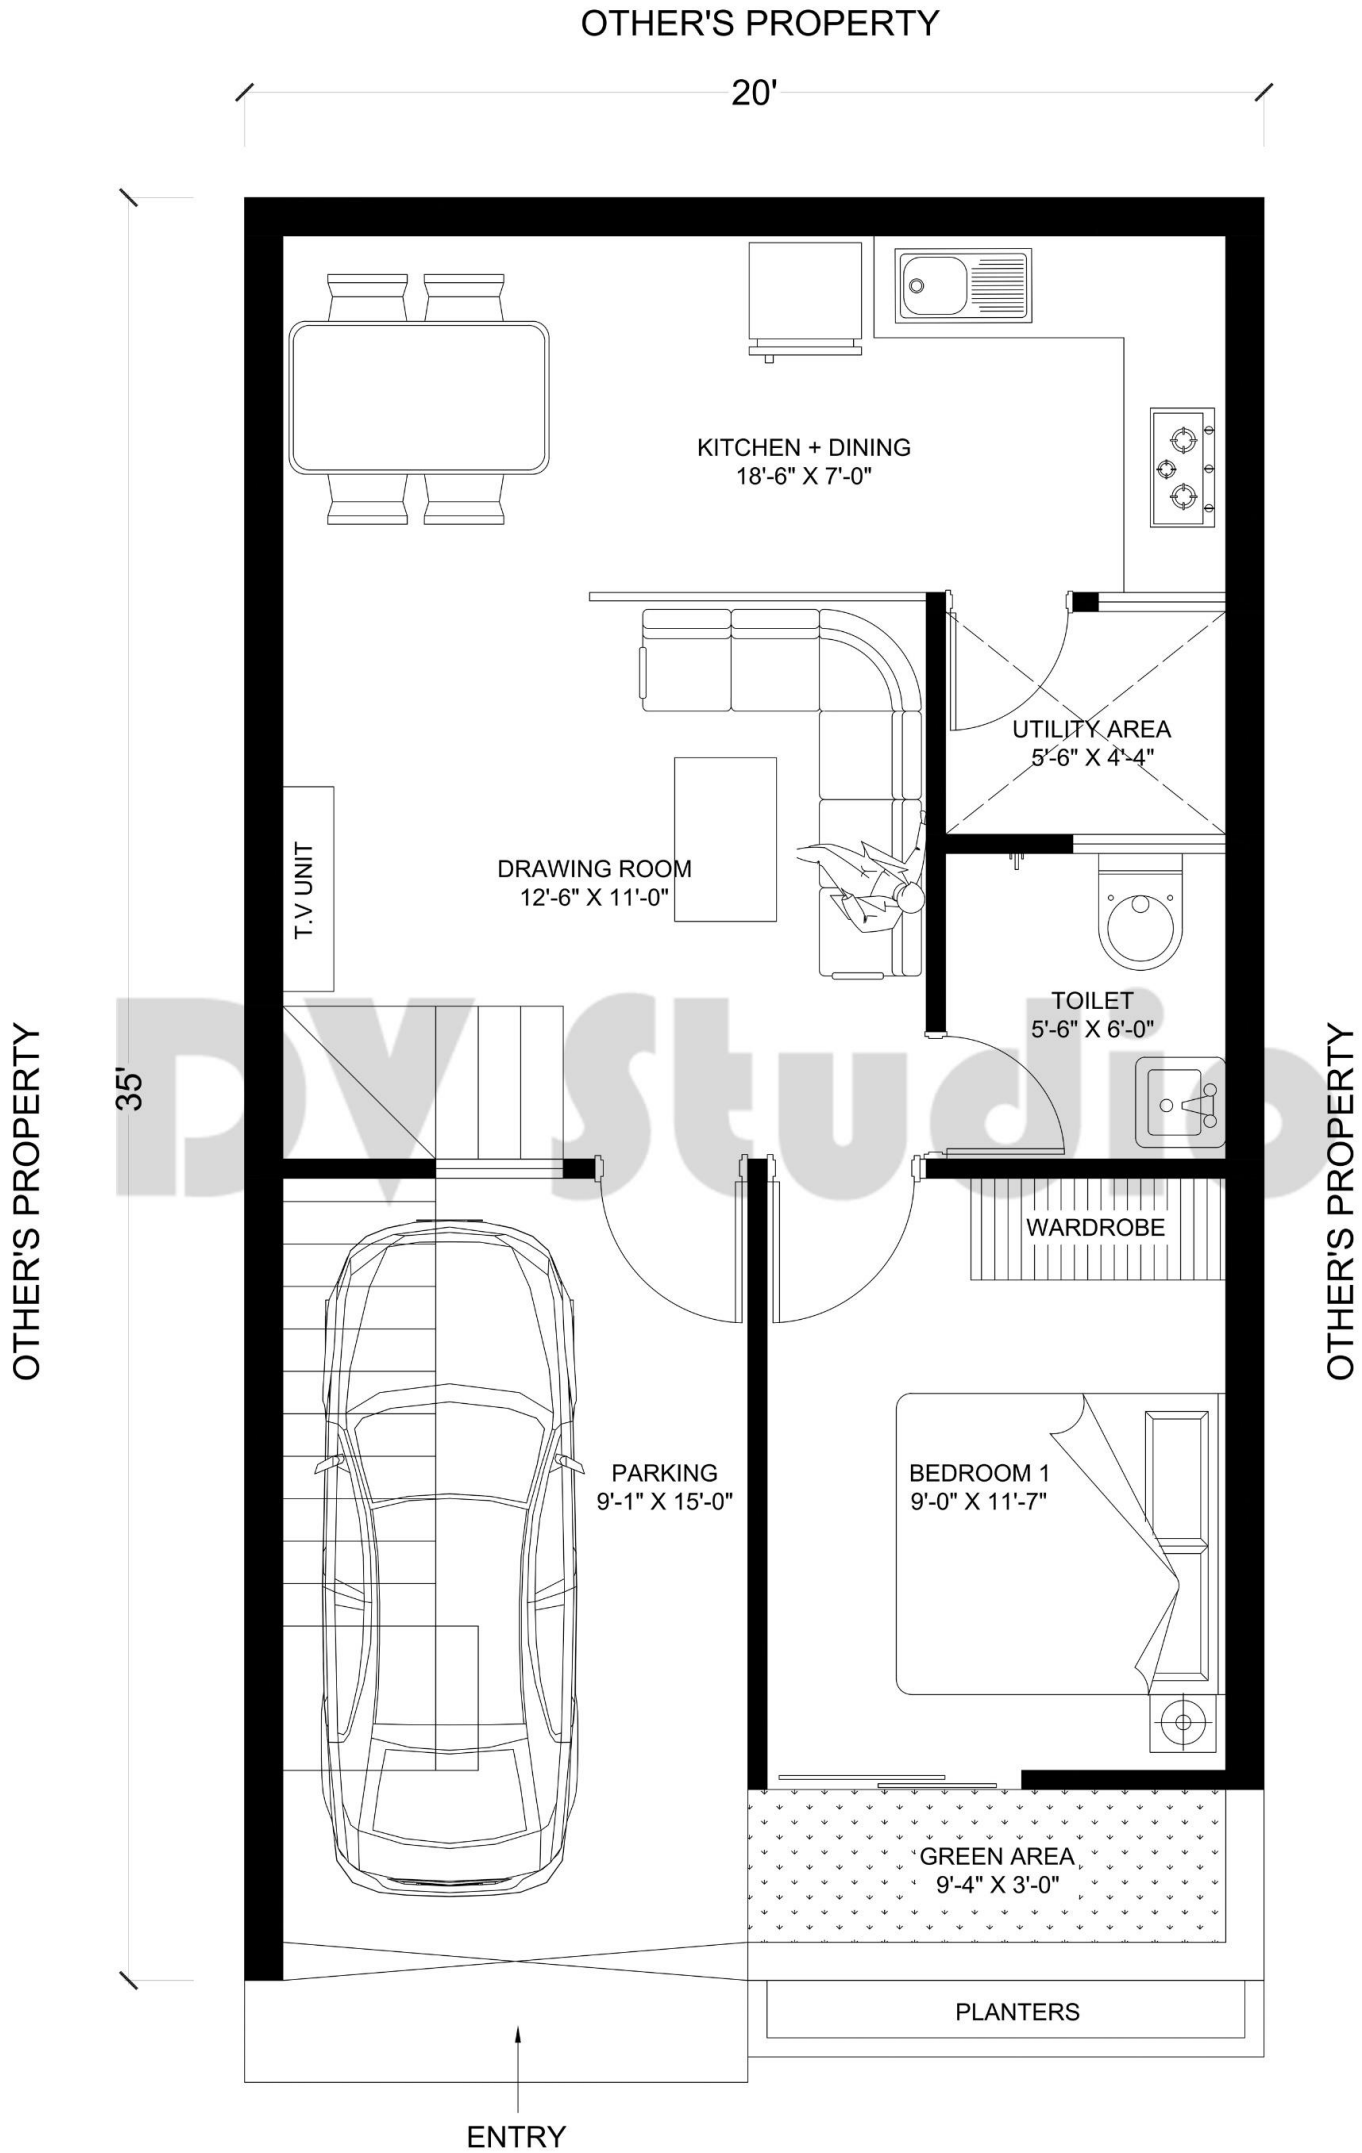 OTHER'S PROPERTY
20'
KITCHEN + DINING
18'-6" X 7'-0"
UTILITY AREA
5'-6" X 4'-4"
DRAWING ROOM
12'-6" X 11'-0"
T.V UNIT
TOILET
5'-6" X 6'-0"
35'
DV Studio
OTHER'S PROPERTY
OTHER'S PROPERTY
WARDROBE
PARKING
9'-1" X 15'-0"
BEDROOM 1
9'-0" X 11'-7"
GREEN AREA
9'-4" X 3'-0"
PLANTERS
ENTRY